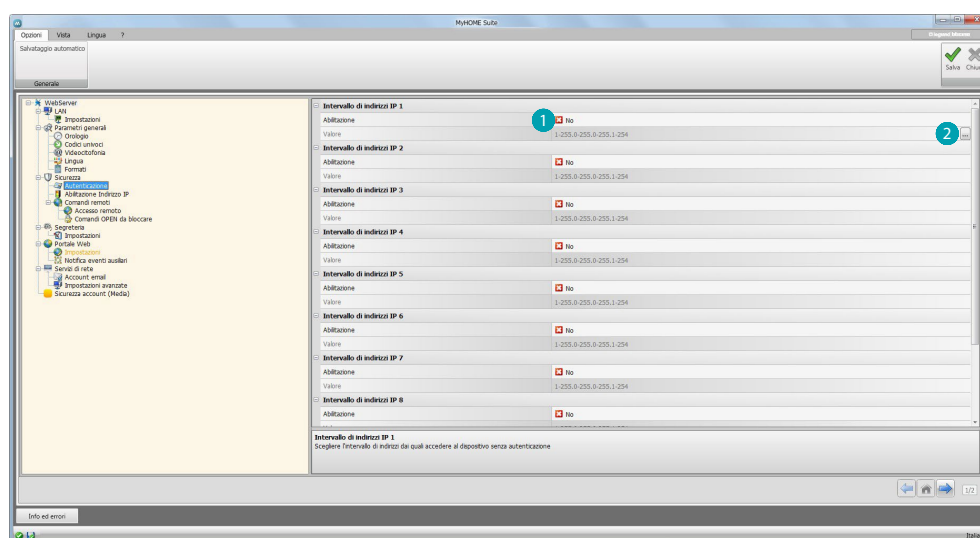 MyHOME Suite
Opzioni Vista Lingua ?
Salvataggio automatico
Generale
Salva Chiudi
WebServer
LAN
Impostazioni
Parametri generali
Orologio
Codici univoci
Videocitofonia
Lingua
Formati
Sicurezza
Autenticazione
Abilitazione Indirizzo IP
Comandi remoti
Accesso remoto
Comandi OPEN da bloccare
Segreteria
Impostazioni
Portale Web
Impostazioni
Notifica eventi ausiliari
Servizi di rete
Account email
Impostazioni avanzate
Sicurezza account (Media)
Intervallo di indirizzi IP 1
Abilitazione 1 No
Valore 1-255.0-255.0-255.1-254 2 ...
Intervallo di indirizzi IP 2
Abilitazione No
Valore 1-255.0-255.0-255.1-254
Intervallo di indirizzi IP 3
Abilitazione No
Valore 1-255.0-255.0-255.1-254
Intervallo di indirizzi IP 4
Abilitazione No
Valore 1-255.0-255.0-255.1-254
Intervallo di indirizzi IP 5
Abilitazione No
Valore 1-255.0-255.0-255.1-254
Intervallo di indirizzi IP 6
Abilitazione No
Valore 1-255.0-255.0-255.1-254
Intervallo di indirizzi IP 7
Abilitazione No
Valore 1-255.0-255.0-255.1-254
Intervallo di indirizzi IP 8
Abilitazione No
Intervallo di indirizzi IP 1
Scegliere l'intervallo di indirizzi dai quali accedere al dispositivo senza autenticazione
1/2
Info ed errori